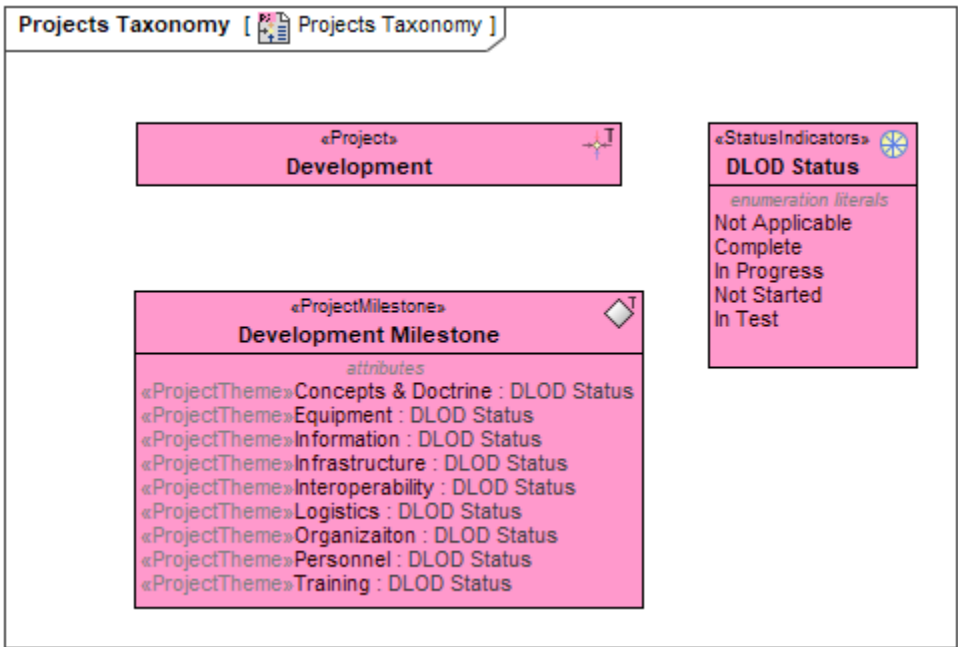 Projects Taxonomy [ Projects Taxonomy ]
«Project»
Development
«StatusIndicators»
DLOD Status
enumeration literals
Not Applicable
Complete
In Progress
Not Started
In Test
«ProjectMilestone»
Development Milestone
attributes
«ProjectTheme»Concepts & Doctrine : DLOD Status
«ProjectTheme»Equipment : DLOD Status
«ProjectTheme»Information : DLOD Status
«ProjectTheme»Infrastructure : DLOD Status
«ProjectTheme»Interoperability : DLOD Status
«ProjectTheme»Logistics : DLOD Status
«ProjectTheme»Organizaiton : DLOD Status
«ProjectTheme»Personnel : DLOD Status
«ProjectTheme»Training : DLOD Status